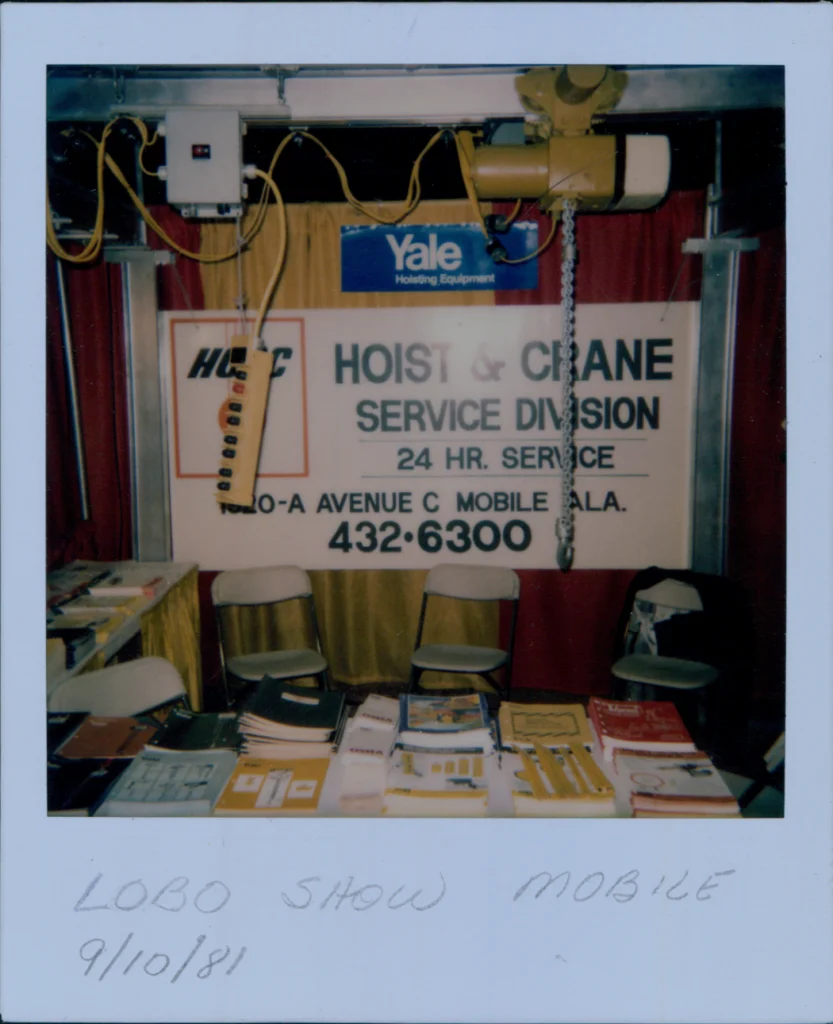 Yale
Hoisting Equipment
HOIST & CRANE
SERVICE DIVISION
24 HR. SERVICE
AVENUE C MOBILE ALA.
432•6300
LOBO SHOW MOBILE
9/10/81